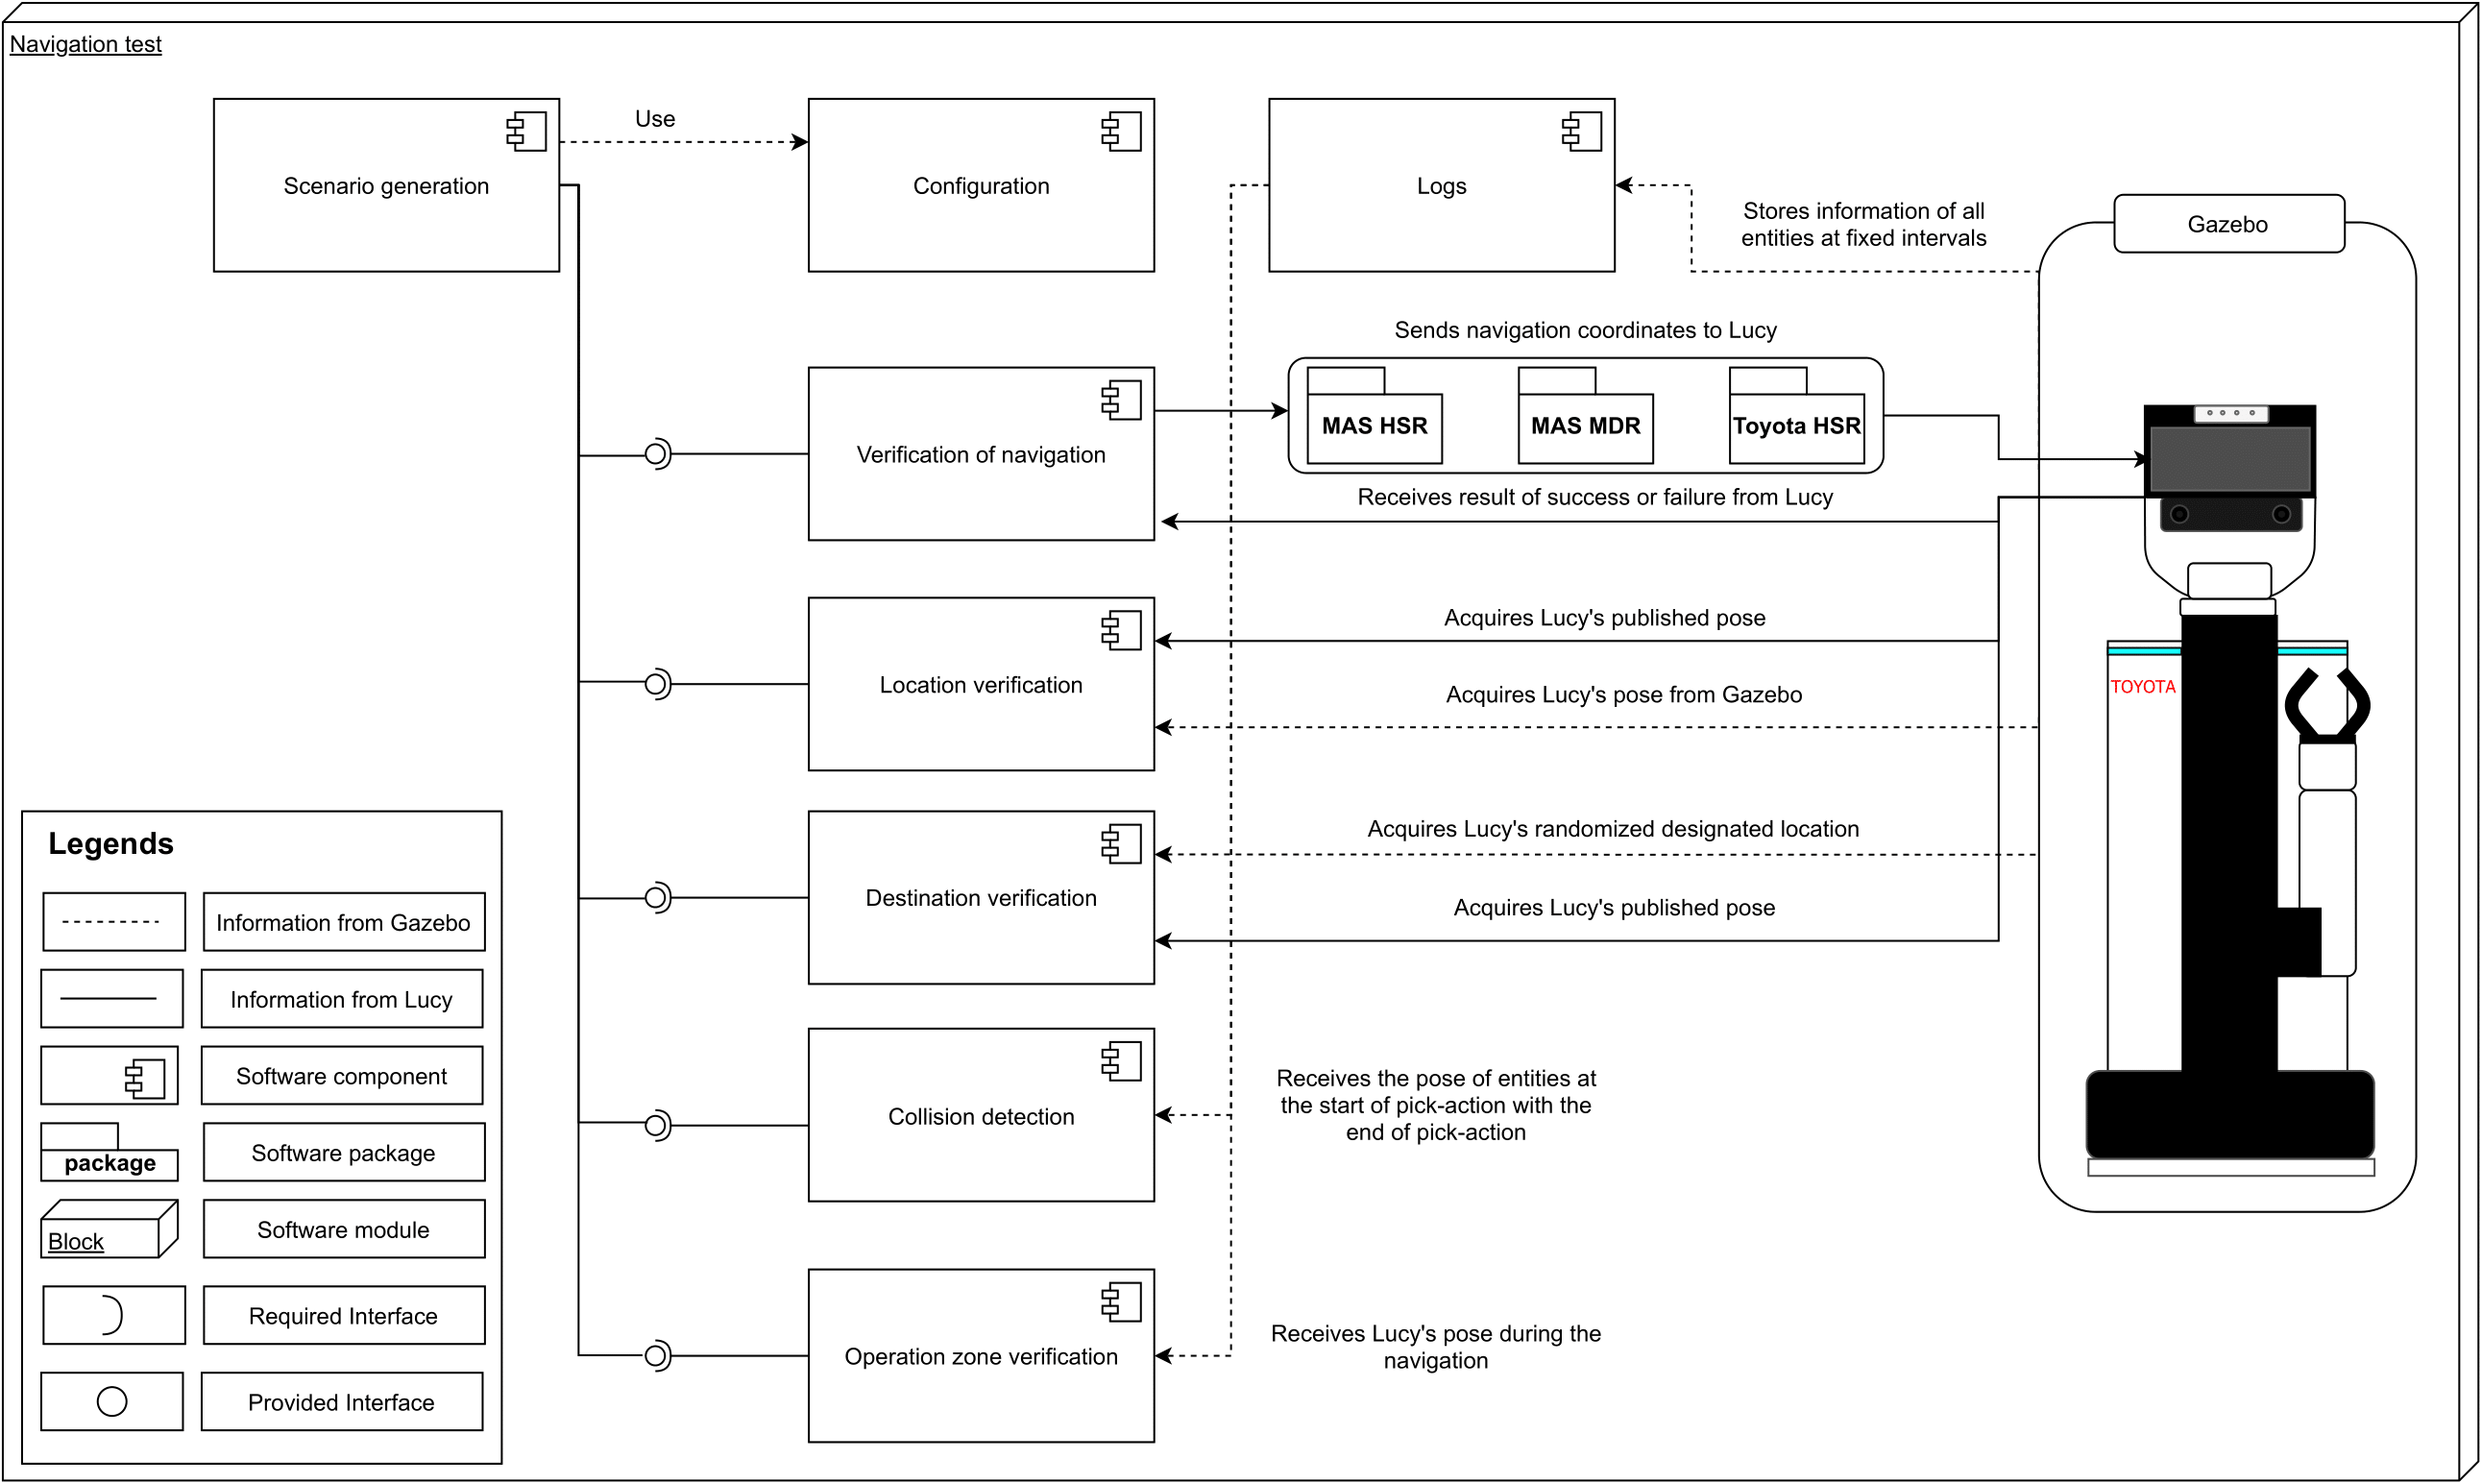 Navigation test
Scenario generation
Use
Configuration
Logs
Stores information of all
entities at fixed intervals
Gazebo
Sends navigation coordinates to Lucy
MAS HSR
MAS MDR
Toyota HSR
Verification of navigation
Receives result of success or failure from Lucy
Location verification
Acquires Lucy's published pose
Acquires Lucy's pose from Gazebo
TOYOTA
Destination verification
Acquires Lucy's randomized designated location
Acquires Lucy's published pose
Collision detection
Receives the pose of entities at
the start of pick-action with the
end of pick-action
Operation zone verification
Receives Lucy's pose during the
navigation
Legends
Information from Gazebo
Information from Lucy
Software component
package
Software package
Block
Software module
Required Interface
Provided Interface